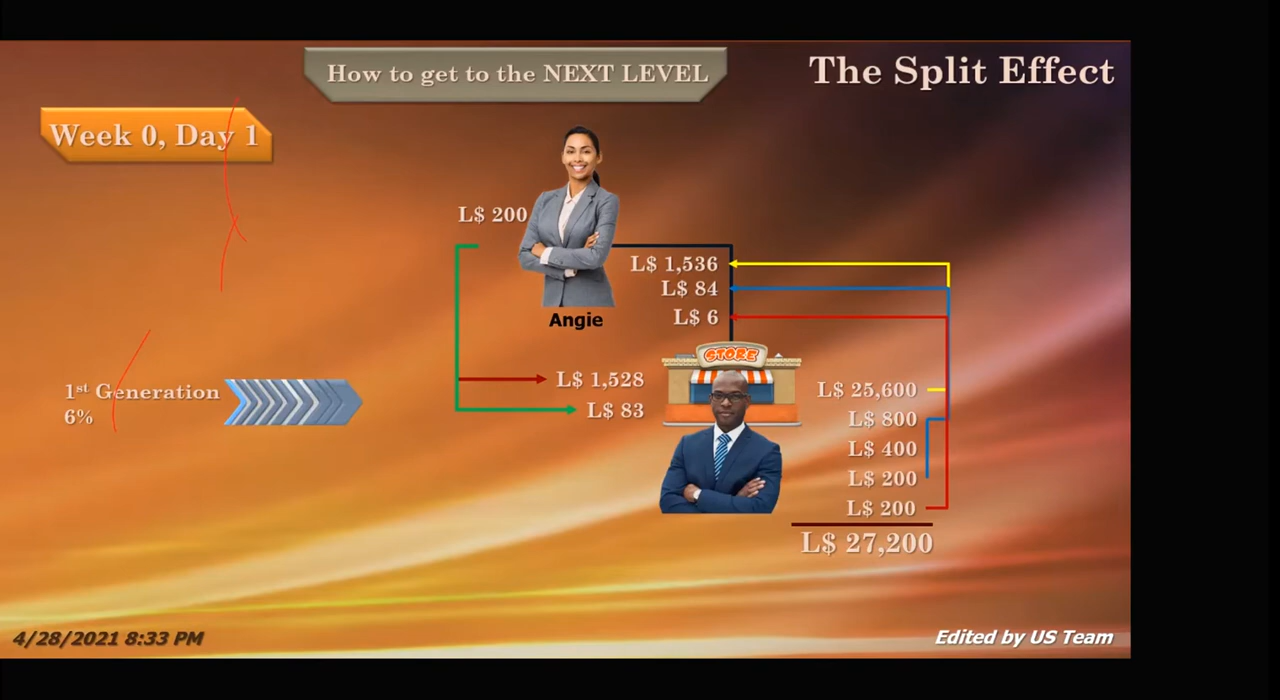 How to get to the NEXT LEVEL
The Split Effect
Week 0, Day 1
L$ 200
L$ 1,536
L$ 84
L$ 6
Angie
STORE
1st Generation
6%
L$ 1,528
L$ 83
L$ 25,600
L$ 800
L$ 400
L$ 200
L$ 200
L$ 27,200
4/28/2021 8:33 PM
Edited by US Team